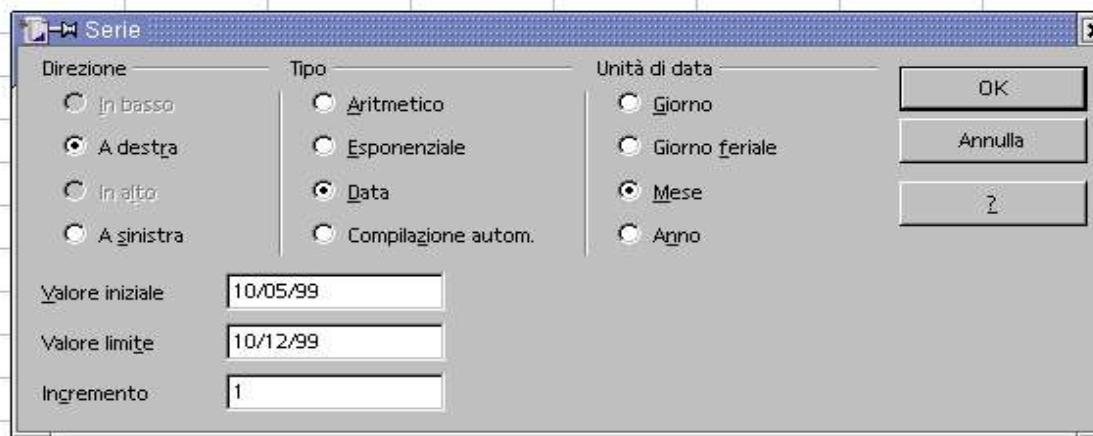 Serie
Direzione
In basso
A destra
In alto
A sinistra
Tipo
Aritmetico
Esponenziale
Data
Compilazione autom.
Unità di data
Giorno
Giorno feriale
Mese
Anno
OK
Annulla
?
Valore iniziale 10/05/99
Valore limite 10/12/99
Incremento 1